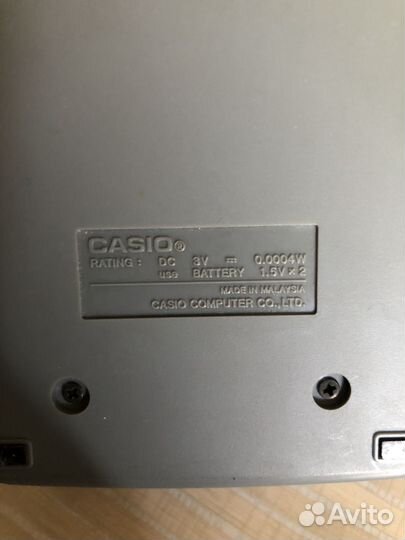 CASIO®
RATING : DC 3V ⎓ 0.0004W
use BATTERY 1.5V × 2
MADE IN MALAYSIA
CASIO COMPUTER CO.,LTD.
Avito